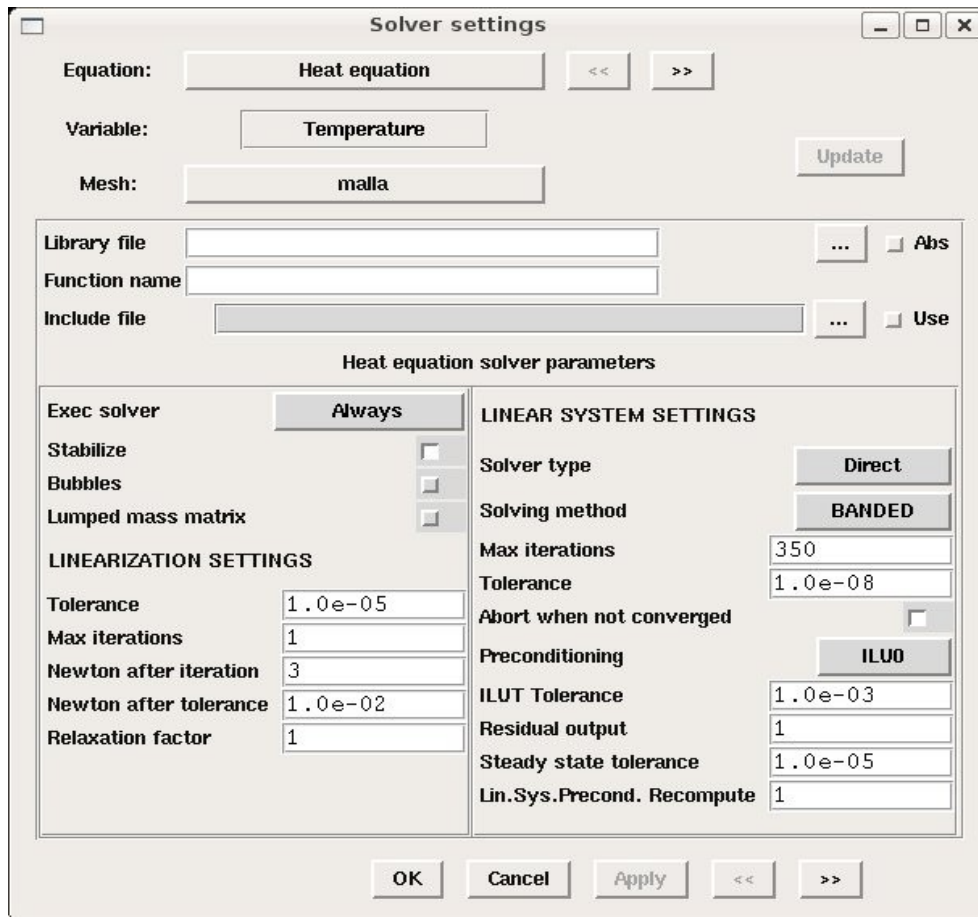 Solver settings
Equation: Heat equation << >>
Variable: Temperature
Update
Mesh: malla
Library file ... Abs
Function name
Include file ... Use
Heat equation solver parameters
Exec solver Always
Stabilize
Bubbles
Lumped mass matrix
LINEARIZATION SETTINGS
Tolerance 1.0e-05
Max iterations 1
Newton after iteration 3
Newton after tolerance 1.0e-02
Relaxation factor 1
LINEAR SYSTEM SETTINGS
Solver type Direct
Solving method BANDED
Max iterations 350
Tolerance 1.0e-08
Abort when not converged
Preconditioning ILU0
ILUT Tolerance 1.0e-03
Residual output 1
Steady state tolerance 1.0e-05
Lin.Sys.Precond. Recompute 1
OK Cancel Apply << >>